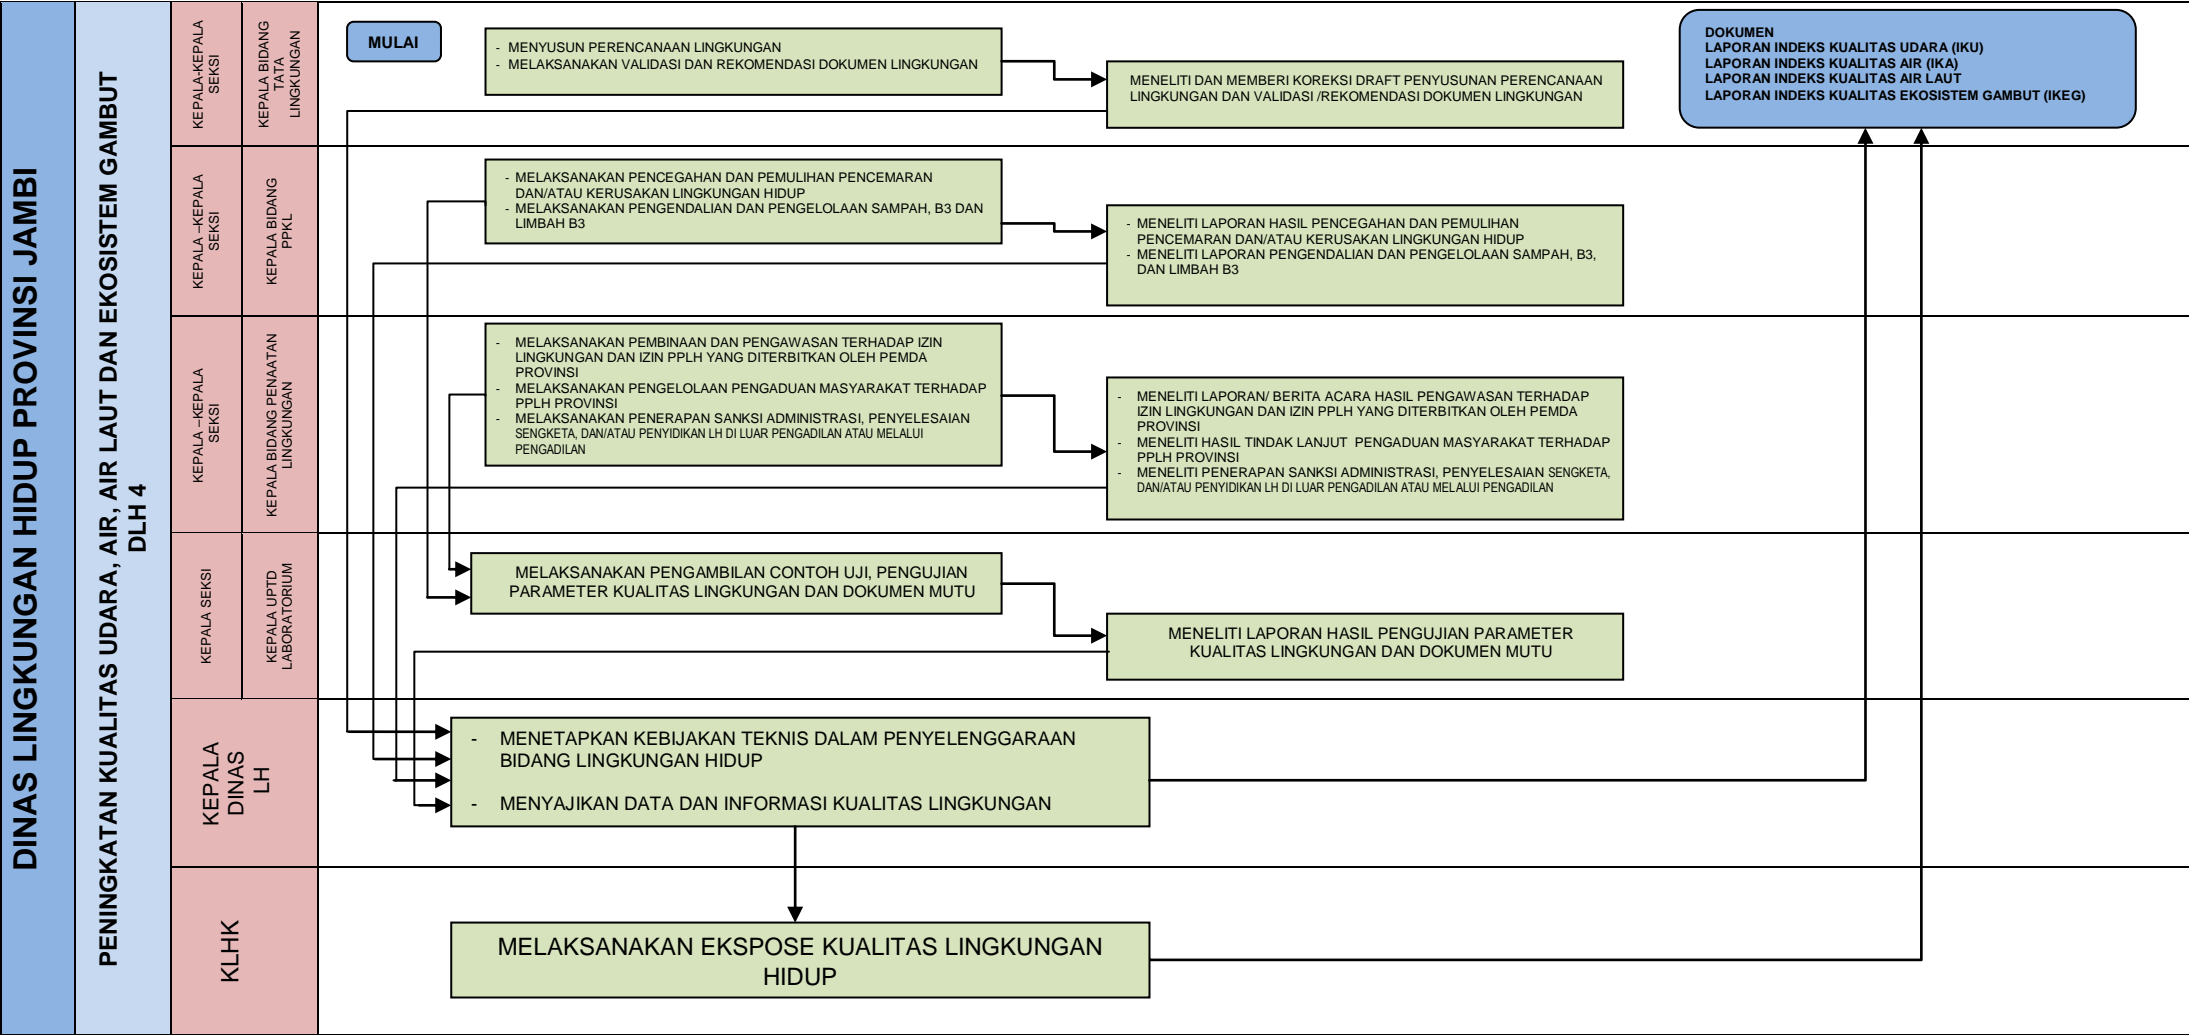 DINAS LINGKUNGAN HIDUP PROVINSI JAMBI
PENINGKATAN KUALITAS UDARA, AIR, AIR LAUT DAN EKOSISTEM GAMBUT
DLH 4
KEPALA-KEPALA
SEKSI
KEPALA BIDANG
TATA
LINGKUNGAN
MULAI
- MENYUSUN PERENCANAAN LINGKUNGAN
- MELAKSANAKAN VALIDASI DAN REKOMENDASI DOKUMEN LINGKUNGAN
MENELITI DAN MEMBERI KOREKSI DRAFT PENYUSUNAN PERENCANAAN
LINGKUNGAN DAN VALIDASI /REKOMENDASI DOKUMEN LINGKUNGAN
DOKUMEN
LAPORAN INDEKS KUALITAS UDARA (IKU)
LAPORAN INDEKS KUALITAS AIR (IKA)
LAPORAN INDEKS KUALITAS AIR LAUT
LAPORAN INDEKS KUALITAS EKOSISTEM GAMBUT (IKEG)
KEPALA –KEPALA
SEKSI
KEPALA BIDANG
PPKL
- MELAKSANAKAN PENCEGAHAN DAN PEMULIHAN PENCEMARAN
DAN/ATAU KERUSAKAN LINGKUNGAN HIDUP
- MELAKSANAKAN PENGENDALIAN DAN PENGELOLAAN SAMPAH, B3 DAN
LIMBAH B3
- MENELITI LAPORAN HASIL PENCEGAHAN DAN PEMULIHAN
PENCEMARAN DAN/ATAU KERUSAKAN LINGKUNGAN HIDUP
- MENELITI LAPORAN PENGENDALIAN DAN PENGELOLAAN SAMPAH, B3,
DAN LIMBAH B3
KEPALA –KEPALA
SEKSI
KEPALA BIDANG PENAATAN
LINGKUNGAN
- MELAKSANAKAN PEMBINAAN DAN PENGAWASAN TERHADAP IZIN
LINGKUNGAN DAN IZIN PPLH YANG DITERBITKAN OLEH PEMDA
PROVINSI
- MELAKSANAKAN PENGELOLAAN PENGADUAN MASYARAKAT TERHADAP
PPLH PROVINSI
- MELAKSANAKAN PENERAPAN SANKSI ADMINISTRASI, PENYELESAIAN
SENGKETA, DAN/ATAU PENYIDIKAN LH DI LUAR PENGADILAN ATAU MELALUI
PENGADILAN
- MENELITI LAPORAN/ BERITA ACARA HASIL PENGAWASAN TERHADAP
IZIN LINGKUNGAN DAN IZIN PPLH YANG DITERBITKAN OLEH PEMDA
PROVINSI
- MENELITI HASIL TINDAK LANJUT PENGADUAN MASYARAKAT TERHADAP
PPLH PROVINSI
- MENELITI PENERAPAN SANKSI ADMINISTRASI, PENYELESAIAN SENGKETA,
DAN/ATAU PENYIDIKAN LH DI LUAR PENGADILAN ATAU MELALUI PENGADILAN
KEPALA SEKSI
KEPALA UPTD
LABORATORIUM
MELAKSANAKAN PENGAMBILAN CONTOH UJI, PENGUJIAN
PARAMETER KUALITAS LINGKUNGAN DAN DOKUMEN MUTU
MENELITI LAPORAN HASIL PENGUJIAN PARAMETER
KUALITAS LINGKUNGAN DAN DOKUMEN MUTU
KEPALA
DINAS
LH
- MENETAPKAN KEBIJAKAN TEKNIS DALAM PENYELENGGARAAN
BIDANG LINGKUNGAN HIDUP
- MENYAJIKAN DATA DAN INFORMASI KUALITAS LINGKUNGAN
KLHK
MELAKSANAKAN EKSPOSE KUALITAS LINGKUNGAN
HIDUP